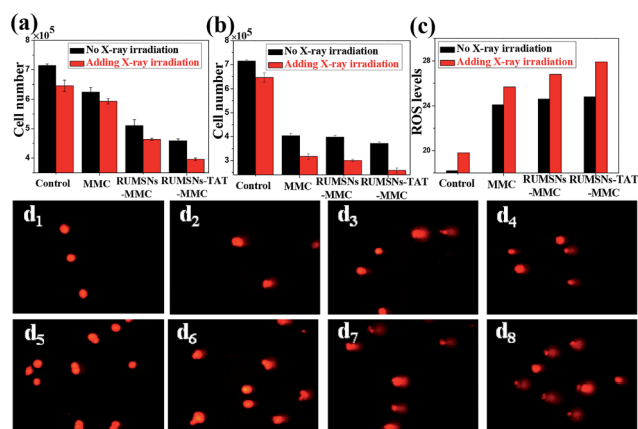 (a)
×10⁵
No X-ray irradiation
Adding X-ray irradiation
Cell number
8
7
6
5
4
Control
MMC
RUMSNs -MMC
RUMSNs-TAT -MMC
(b)
×10⁵
No X-ray irradiation
Adding X-ray irradiation
Cell number
8
7
6
5
4
3
Control
MMC
RUMSNs -MMC
RUMSNs-TAT -MMC
(c)
No X-ray irradiation
Adding X-ray irradiation
ROS levels
28
24
20
Control
MMC
RUMSNs -MMC
RUMSNs-TAT -MMC
d1
d2
d3
d4
d5
d6
d7
d8